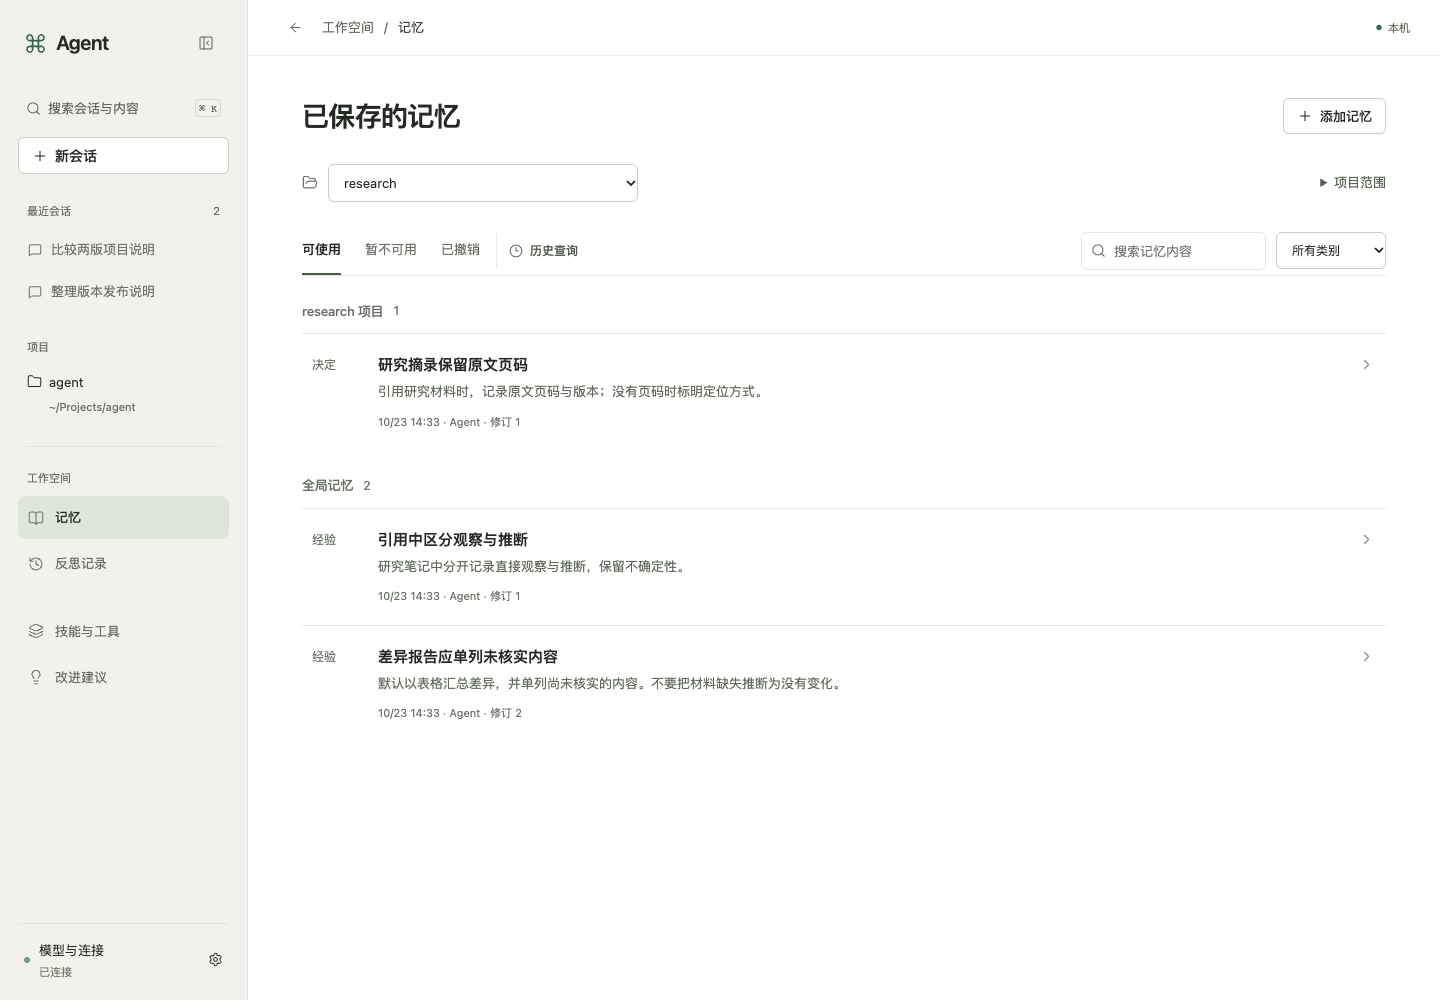 Agent
搜索会话与内容
⌘ K
新会话
最近会话 2
比较两版项目说明
整理版本发布说明
项目
agent
~/Projects/agent
工作空间
记忆
反思记录
技能与工具
改进建议
模型与连接
已连接
工作空间 / 记忆
本机
已保存的记忆
添加记忆
research
项目范围
可使用 暂不可用 已撤销 历史查询
搜索记忆内容
所有类别
research 项目 1
决定
研究摘录保留原文页码
引用研究材料时，记录原文页码与版本；没有页码时标明定位方式。
10/23 14:33 · Agent · 修订 1
全局记忆 2
经验
引用中区分观察与推断
研究笔记中分开记录直接观察与推断，保留不确定性。
10/23 14:33 · Agent · 修订 1
经验
差异报告应单列未核实内容
默认以表格汇总差异，并单列尚未核实的内容。不要把材料缺失推断为没有变化。
10/23 14:33 · Agent · 修订 2